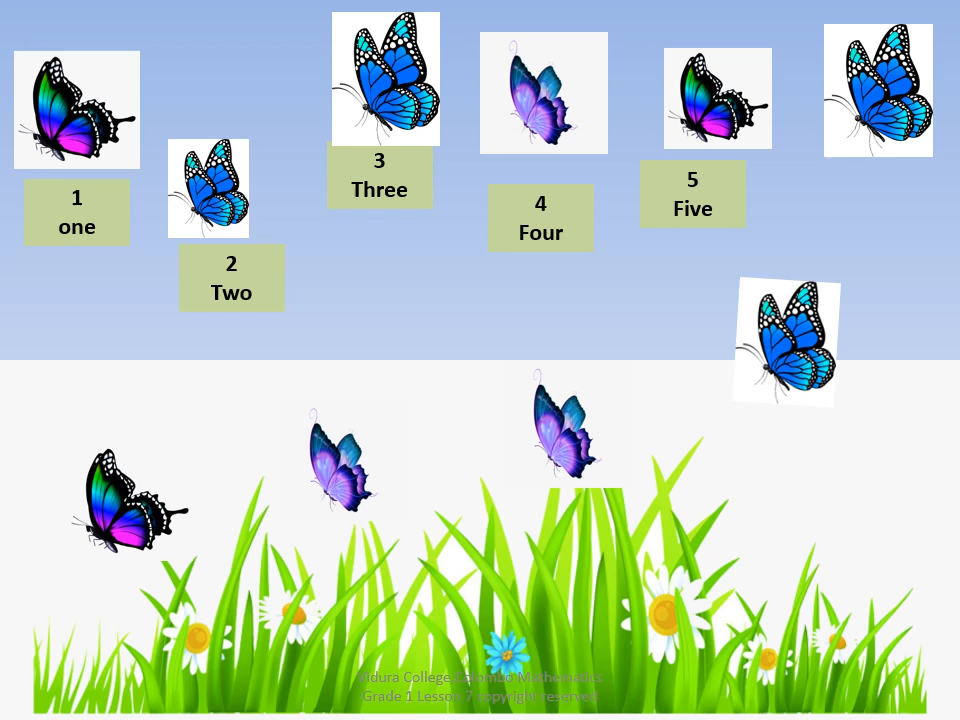 1
one
2
Two
3
Three
4
Four
5
Five
Vidura College,Colombo Mathematics
Grade 1 Lesson 7 copyright reserved